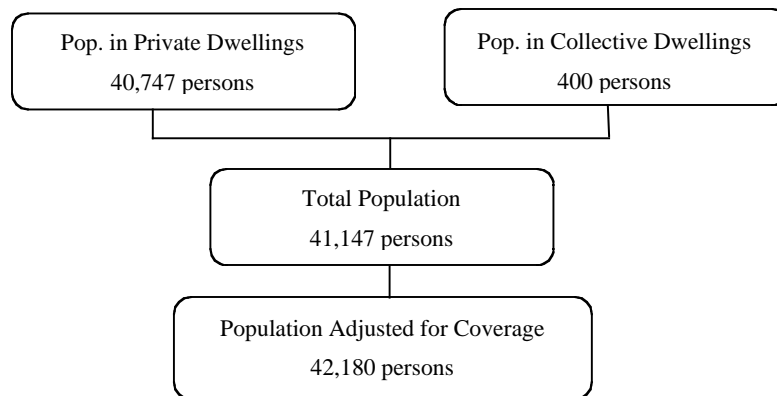 Pop. in Private Dwellings
40,747 persons
Pop. in Collective Dwellings
400 persons
Total Population
41,147 persons
Population Adjusted for Coverage
42,180 persons